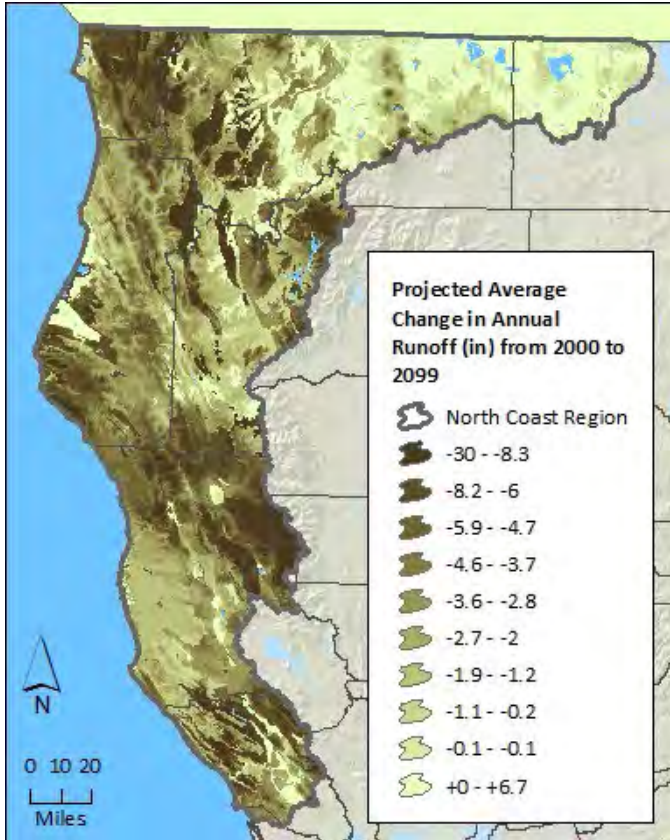 Projected Average
Change in Annual
Runoff (in) from 2000 to
2099
North Coast Region
-30 - -8.3
-8.2 - -6
-5.9 - -4.7
-4.6 - -3.7
-3.6 - -2.8
-2.7 - -2
-1.9 - -1.2
-1.1 - -0.2
-0.1 - -0.1
+0 - +6.7
N
0 10 20
Miles